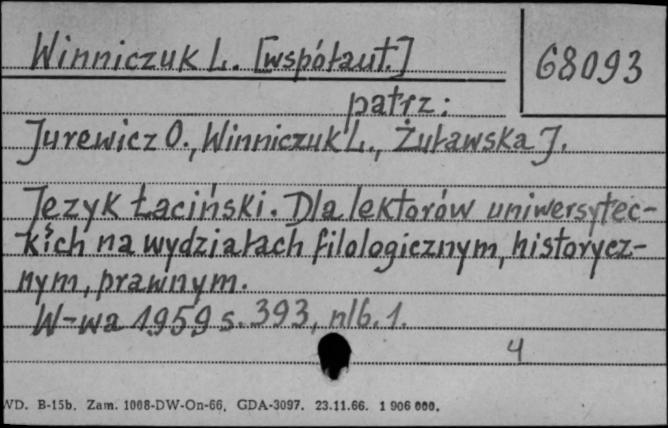 Winniczuk L. [współaut.]
68093
patrz:
Jurewicz O., Winniczuk L., Żuławska J.
Język Łaciński. Dla lektorów uniwersytec-
kich na wydziałach filologicznym, historycz-
nym, prawnym.
W-wa 1959 s. 393, nlb. 1.
4
WD. B-15b. Zam. 1008-DW-On-66. GDA-3097. 23.11.66. 1 906 000.